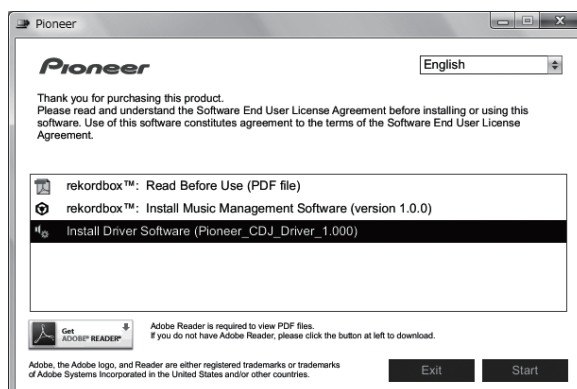 Pioneer
Pioneer
English
Thank you for purchasing this product.
Please read and understand the Software End User License Agreement before installing or using this
software. Use of this software constitutes agreement to the terms of the Software End User License
Agreement.
rekordbox™: Read Before Use (PDF file)
rekordbox™: Install Music Management Software (version 1.0.0)
Install Driver Software (Pioneer_CDJ_Driver_1.000)
Get
ADOBE® READER®
Adobe Reader is required to view PDF files.
If you do not have Adobe Reader, please click the button at left to download.
Adobe, the Adobe logo, and Reader are either registered trademarks or trademarks
of Adobe Systems Incorporated in the United States and/or other countries.
Exit
Start